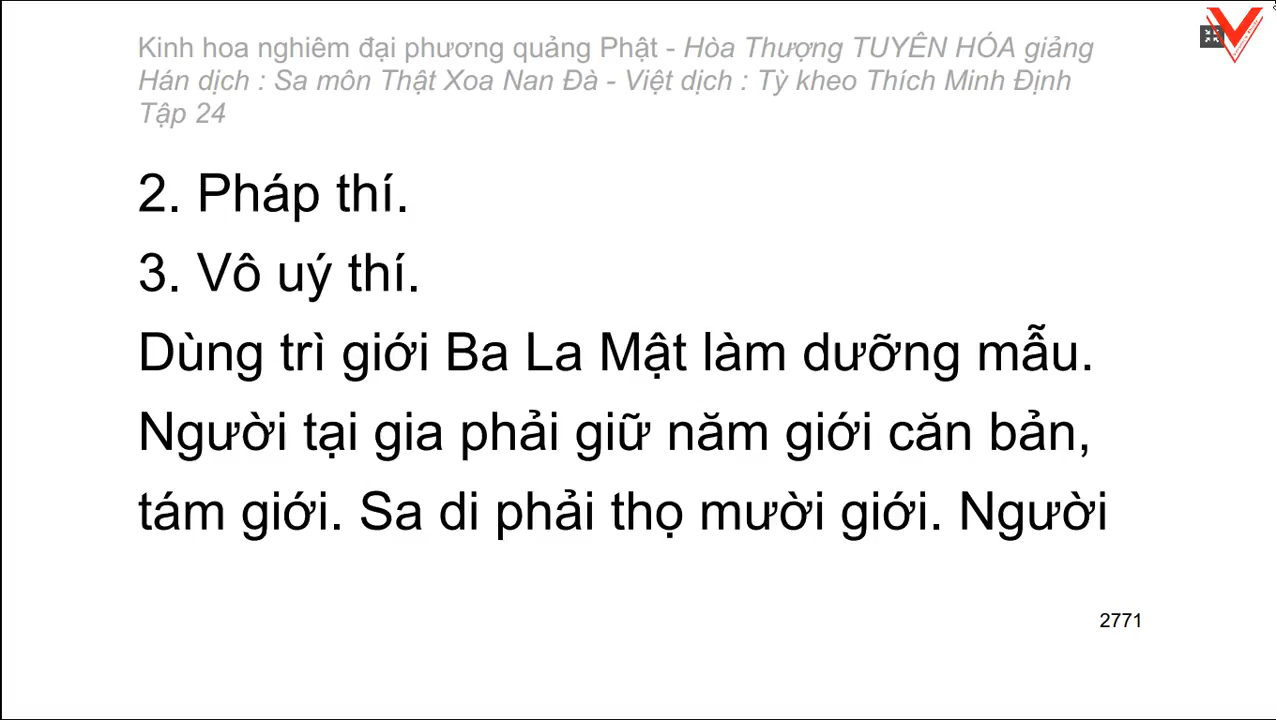 Kinh hoa nghiêm đại phương quảng Phật - Hòa Thượng TUYÊN HÓA giảng
Hán dịch : Sa môn Thật Xoa Nan Đà - Việt dịch : Tỳ kheo Thích Minh Định
Tập 24
2. Pháp thí.
3. Vô uý thí.
Dùng trì giới Ba La Mật làm dưỡng mẫu.
Người tại gia phải giữ năm giới căn bản,
tám giới. Sa di phải thọ mười giới. Người
2771